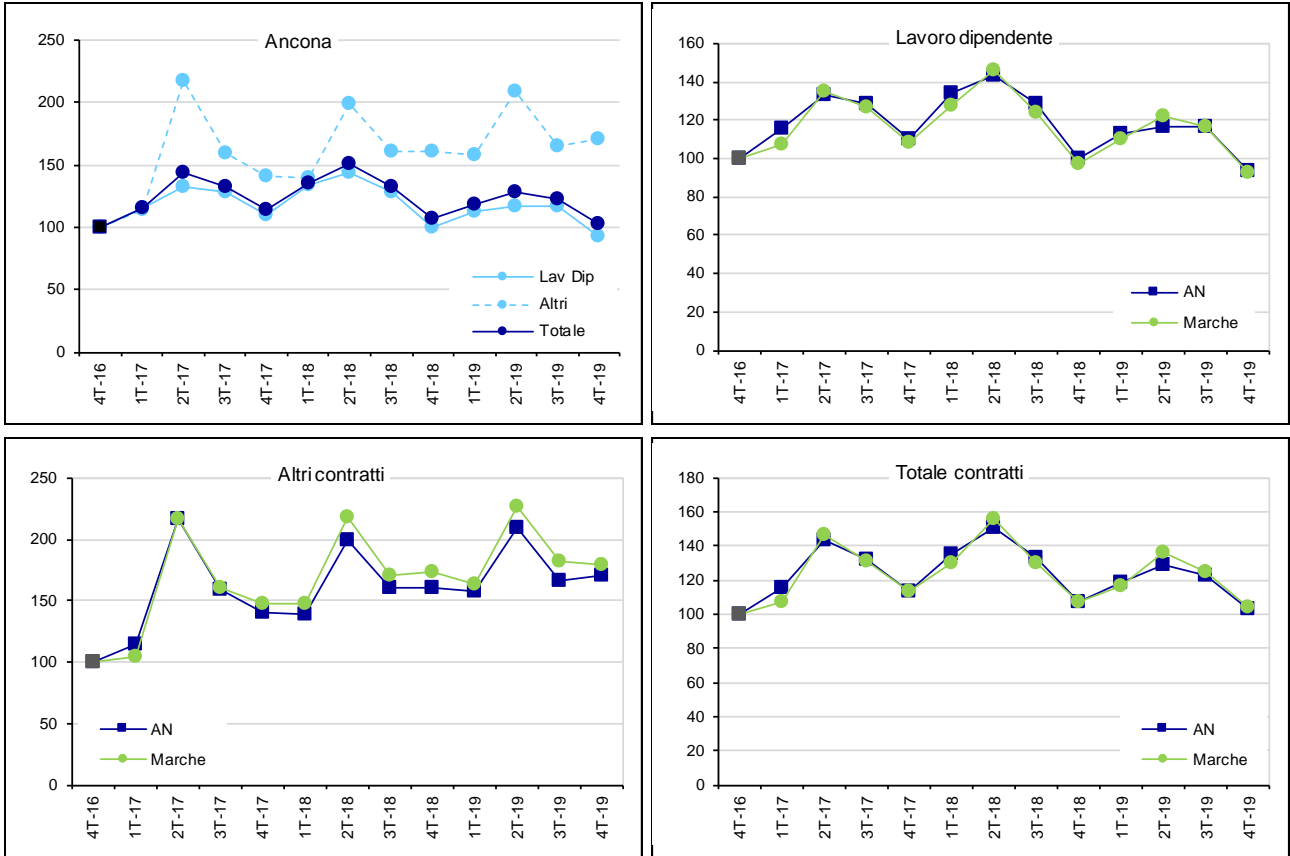 Ancona
250
200
150
100
50
0
Lav Dip
Altri
Totale
4T-16 1T-17 2T-17 3T-17 4T-17 1T-18 2T-18 3T-18 4T-18 1T-19 2T-19 3T-19 4T-19
Lavoro dipendente
160
140
120
100
80
60
40
20
0
AN
Marche
4T-16 1T-17 2T-17 3T-17 4T-17 1T-18 2T-18 3T-18 4T-18 1T-19 2T-19 3T-19 4T-19
Altri contratti
250
200
150
100
50
0
AN
Marche
4T-16 1T-17 2T-17 3T-17 4T-17 1T-18 2T-18 3T-18 4T-18 1T-19 2T-19 3T-19 4T-19
Totale contratti
180
160
140
120
100
80
60
40
20
0
AN
Marche
4T-16 1T-17 2T-17 3T-17 4T-17 1T-18 2T-18 3T-18 4T-18 1T-19 2T-19 3T-19 4T-19